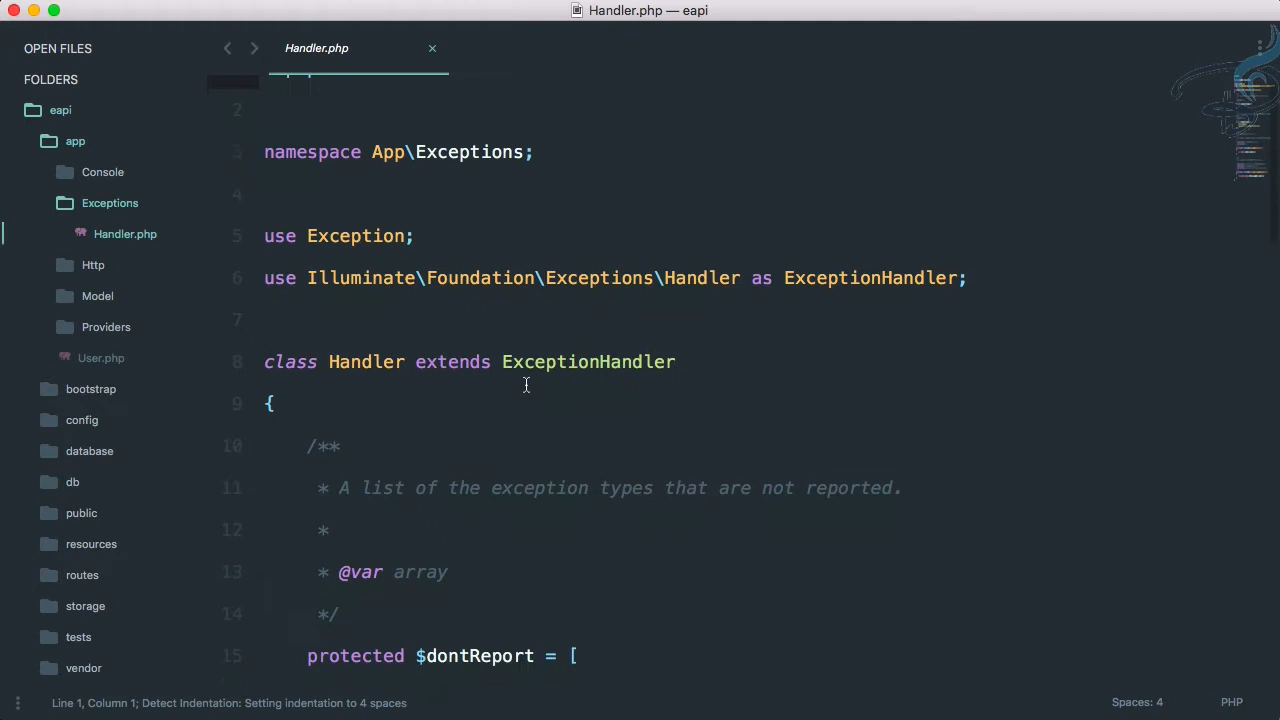 Handler.php — eapi
OPEN FILES
FOLDERS
eapi
app
Console
Exceptions
Handler.php
Http
Model
Providers
User.php
bootstrap
config
database
db
public
resources
routes
storage
tests
vendor
Handler.php
2
3 namespace App\Exceptions;
4
5 use Exception;
6 use Illuminate\Foundation\Exceptions\Handler as ExceptionHandler;
7
8 class Handler extends ExceptionHandler
9 {
10 /**
11 * A list of the exception types that are not reported.
12 *
13 * @var array
14 */
15 protected $dontReport = [
Line 1, Column 1; Detect Indentation: Setting indentation to 4 spaces
Spaces: 4
PHP